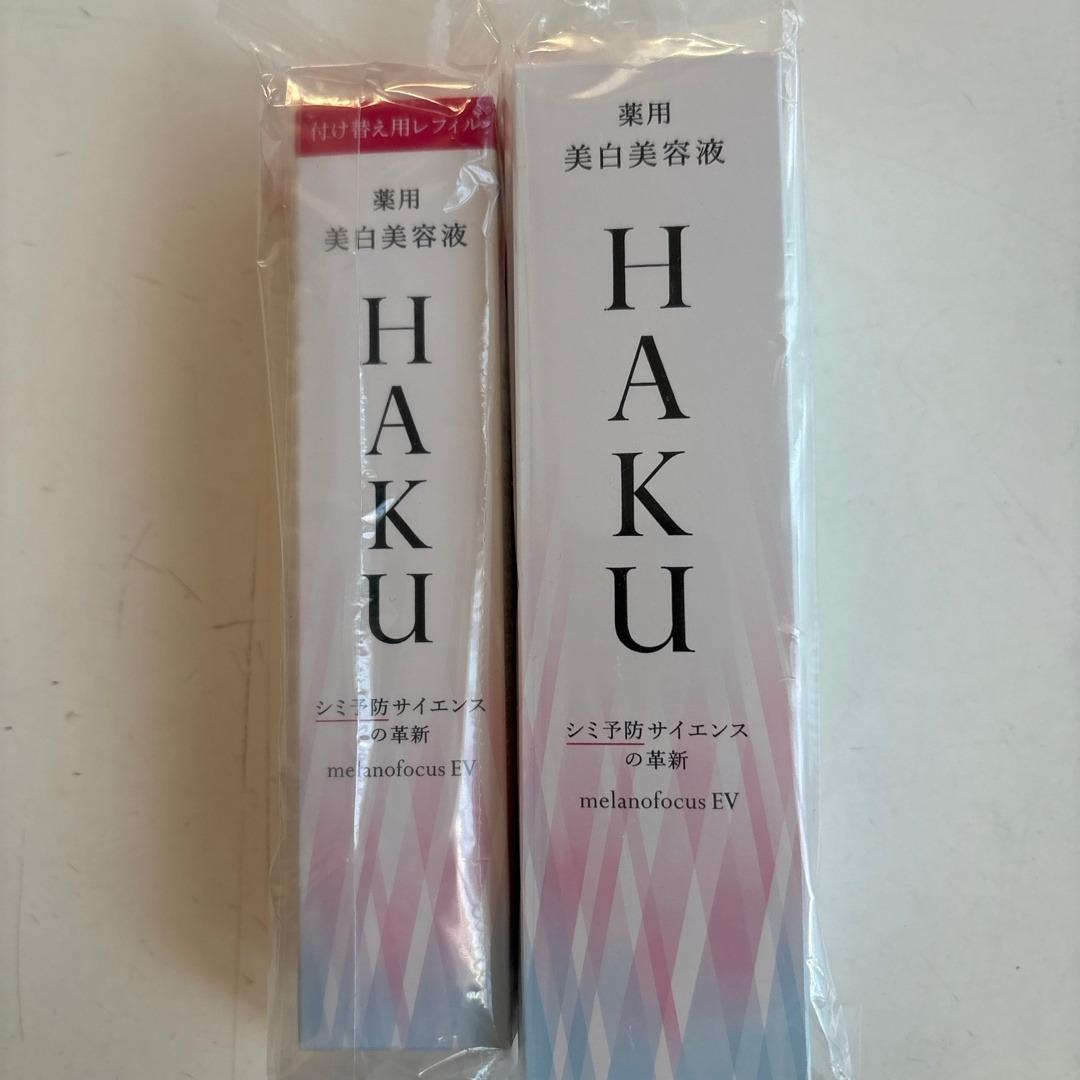 付け替え用レフィル
薬用
美白美容液
HAKU
シミ予防サイエンス
の革新
melanofocus EV
薬用
美白美容液
HAKU
シミ予防サイエンス
の革新
melanofocus EV